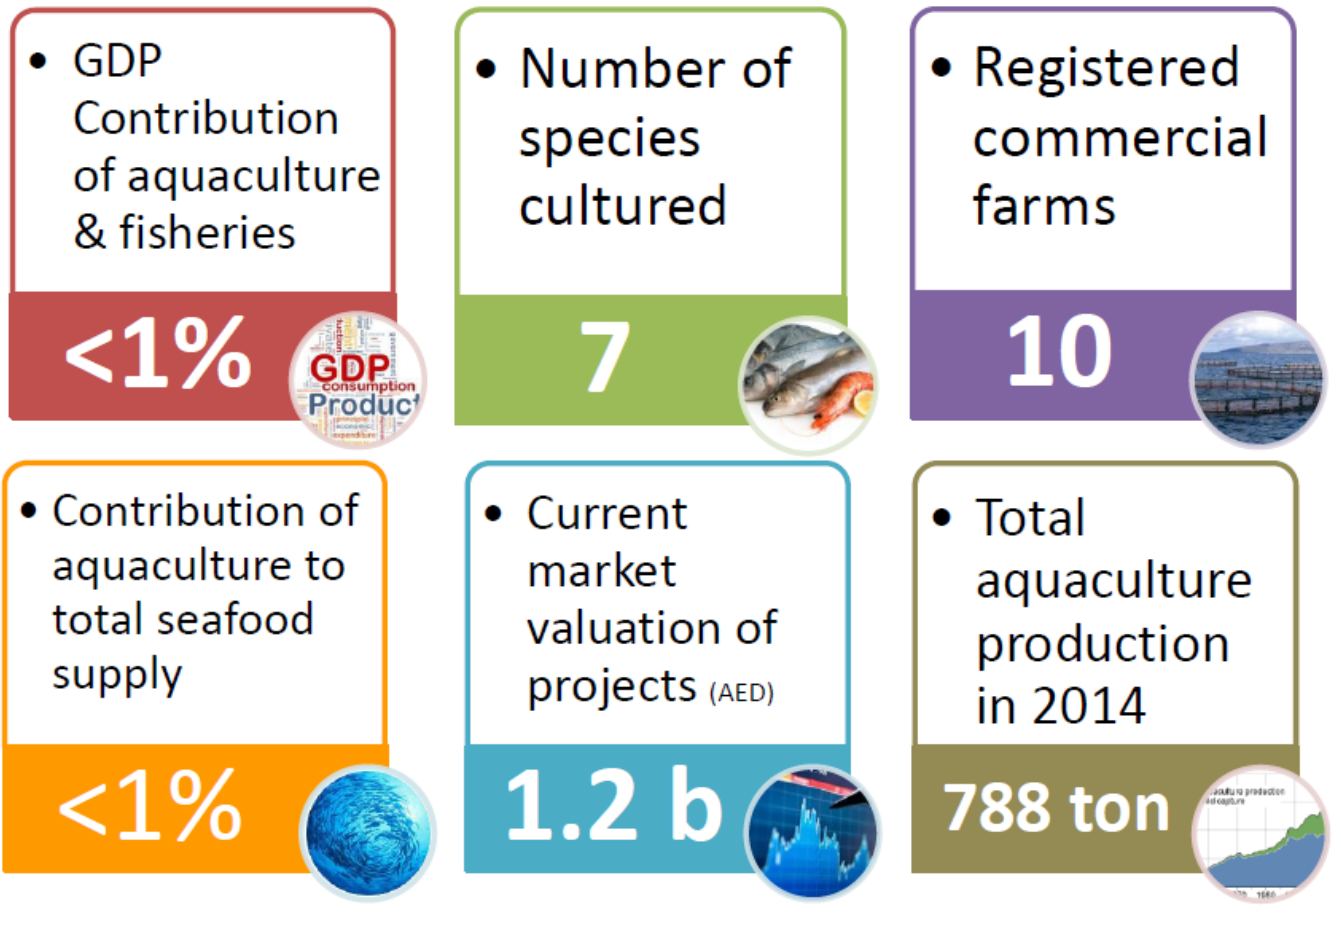 • GDP
Contribution
of aquaculture
& fisheries
<1%
GDP
consumption
Product
• Number of
species
cultured
7
• Registered
commercial
farms
10
• Contribution of
aquaculture to
total seafood
supply
<1%
• Current
market
valuation of
projects (AED)
1.2 b
• Total
aquaculture
production
in 2014
788 ton
production
capture